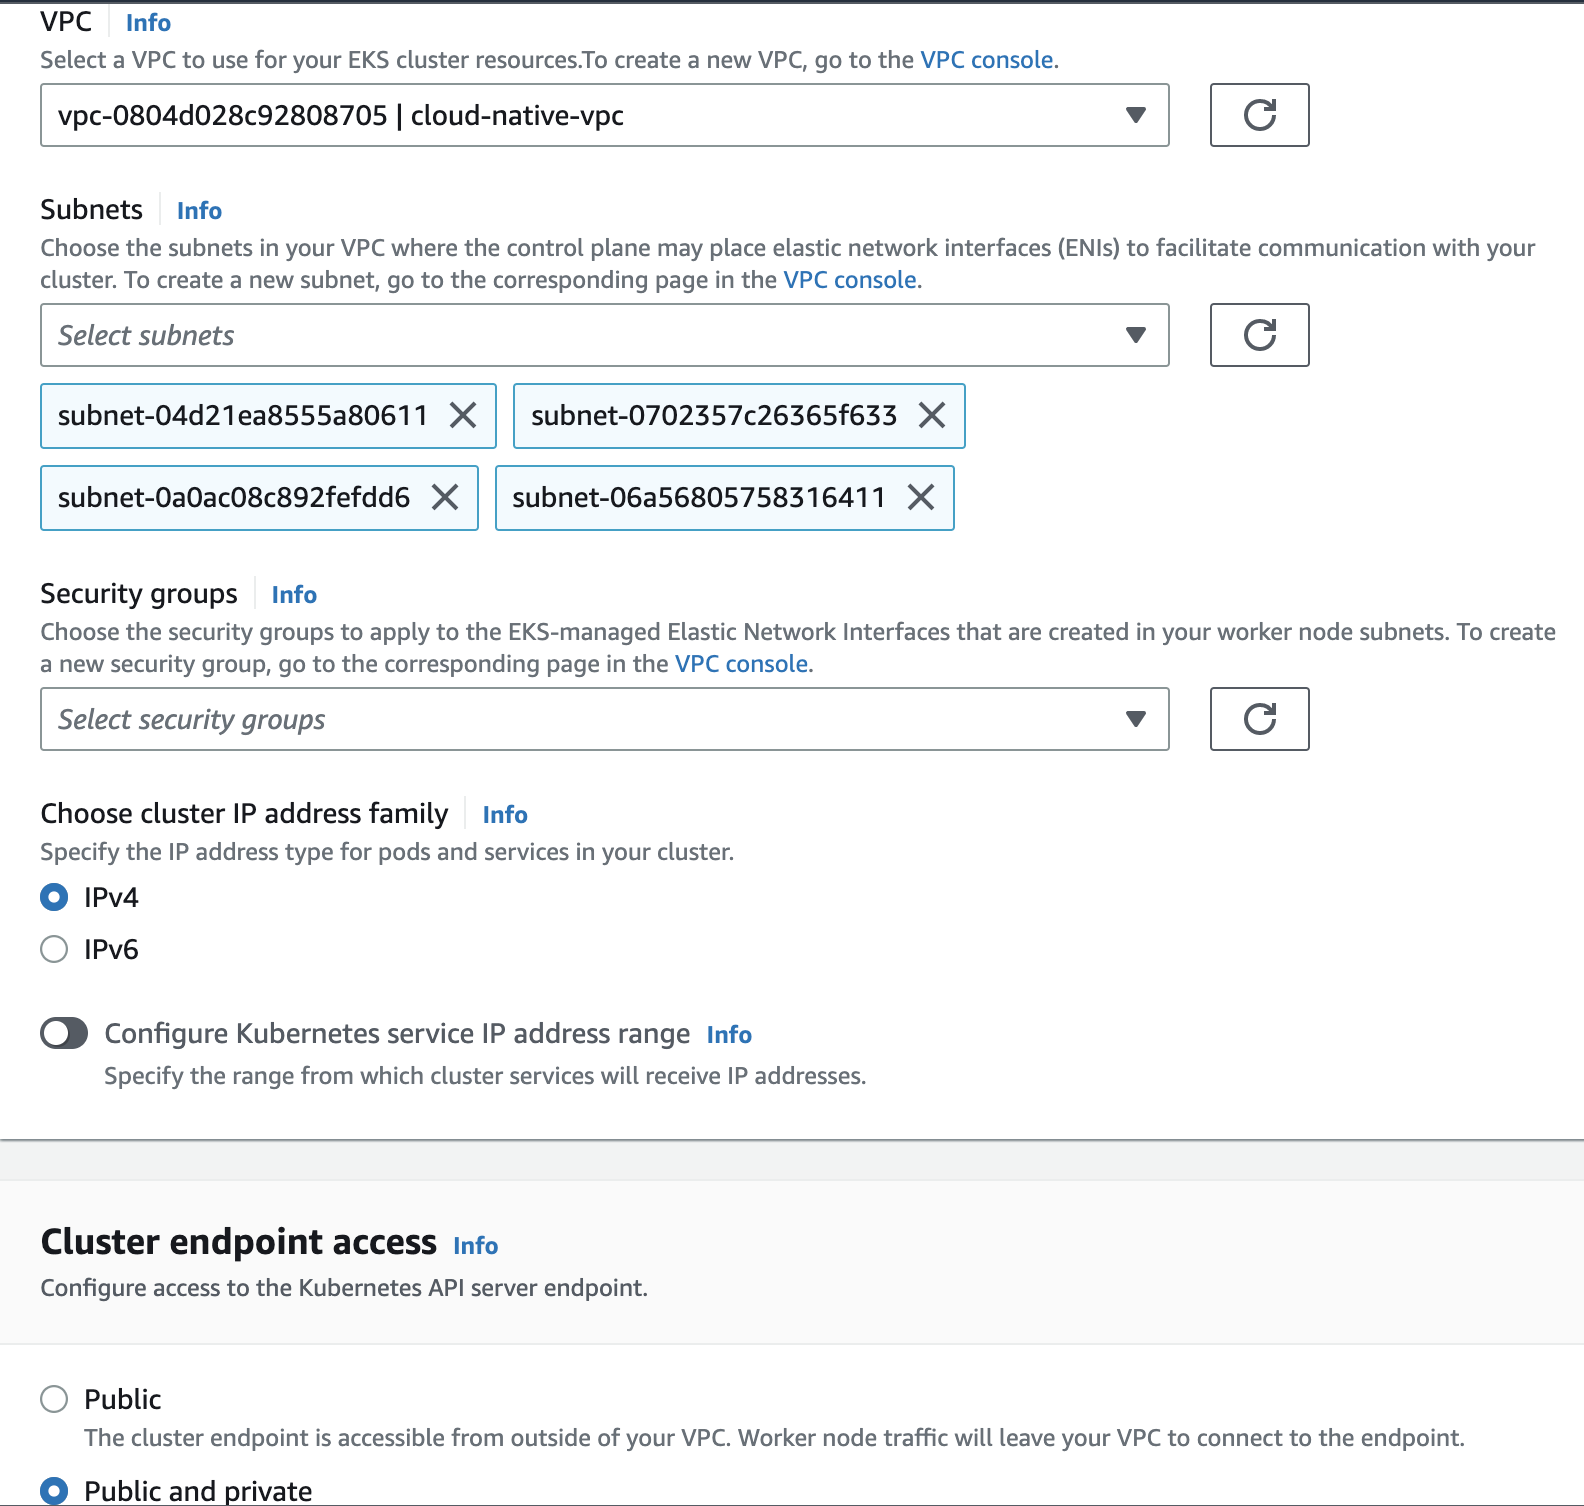 VPC Info
Select a VPC to use for your EKS cluster resources.To create a new VPC, go to the VPC console.
vpc-0804d028c92808705 | cloud-native-vpc
Subnets Info
Choose the subnets in your VPC where the control plane may place elastic network interfaces (ENIs) to facilitate communication with your
cluster. To create a new subnet, go to the corresponding page in the VPC console.
Select subnets
subnet-04d21ea8555a80611 subnet-0702357c26365f633
subnet-0a0ac08c892fefdd6 subnet-06a56805758316411
Security groups Info
Choose the security groups to apply to the EKS-managed Elastic Network Interfaces that are created in your worker node subnets. To create
a new security group, go to the corresponding page in the VPC console.
Select security groups
Choose cluster IP address family Info
Specify the IP address type for pods and services in your cluster.
IPv4
IPv6
Configure Kubernetes service IP address range Info
Specify the range from which cluster services will receive IP addresses.
Cluster endpoint access Info
Configure access to the Kubernetes API server endpoint.
Public
The cluster endpoint is accessible from outside of your VPC. Worker node traffic will leave your VPC to connect to the endpoint.
Public and private